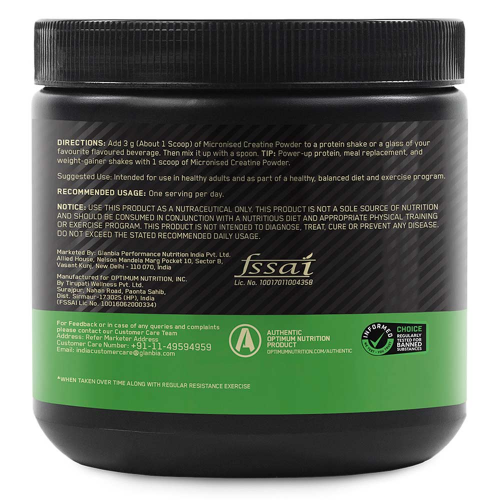 DIRECTIONS: Add 3 g (About 1 Scoop) of Micronised Creatine Powder to a protein shake or a glass of your
favourite flavoured beverage. Then mix it up with a spoon. TIP: Power-up protein, meal replacement, and
weight-gainer shakes with 1 scoop of Micronised Creatine Powder.
Suggested Use: Intended for use in healthy adults and as part of a healthy, balanced diet and exercise program.
RECOMMENDED USAGE: One serving per day.
NOTICE: USE THIS PRODUCT AS A NUTRACEUTICAL ONLY. THIS PRODUCT IS NOT A SOLE SOURCE OF NUTRITION
AND SHOULD BE CONSUMED IN CONJUNCTION WITH A NUTRITIOUS DIET AND APPROPRIATE PHYSICAL TRAINING
OR EXERCISE PROGRAM. THIS PRODUCT IS NOT INTENDED TO DIAGNOSE, TREAT, CURE OR PREVENT ANY DISEASE.
DO NOT EXCEED THE STATED RECOMMENDED DAILY USAGE.
Marketed By: Glanbia Performance Nutrition India Pvt. Ltd.
Allied House, Nelson Mandela Marg Pocket 10, Sector B,
Vasant Kunj, New Delhi - 110 070, India
Manufactured for OPTIMUM NUTRITION, INC.
By Tirupati Wellness Pvt. Ltd.
Surajpur, Nahan Road, Paonta Sahib,
Dist. Sirmaur-173025 (HP), India
(FSSAI Lic No. 10016062000334)
fssai
Lic. No. 10017011004358
For Feedback or in case of any queries and complaints
please contact our Customer Care Team
Address: Refer Marketer Address
Customer Care Number: +91-11-49594959
Email: indiacustomercare@glanbia.com
A
AUTHENTIC
OPTIMUM NUTRITION
PRODUCT
OPTIMUMNUTRITION.COM/AUTHENTIC
INFORMED
CHOICE
REGULARLY
TESTED FOR
BANNED
SUBSTANCES
*WHEN TAKEN OVER TIME ALONG WITH REGULAR RESISTANCE EXERCISE